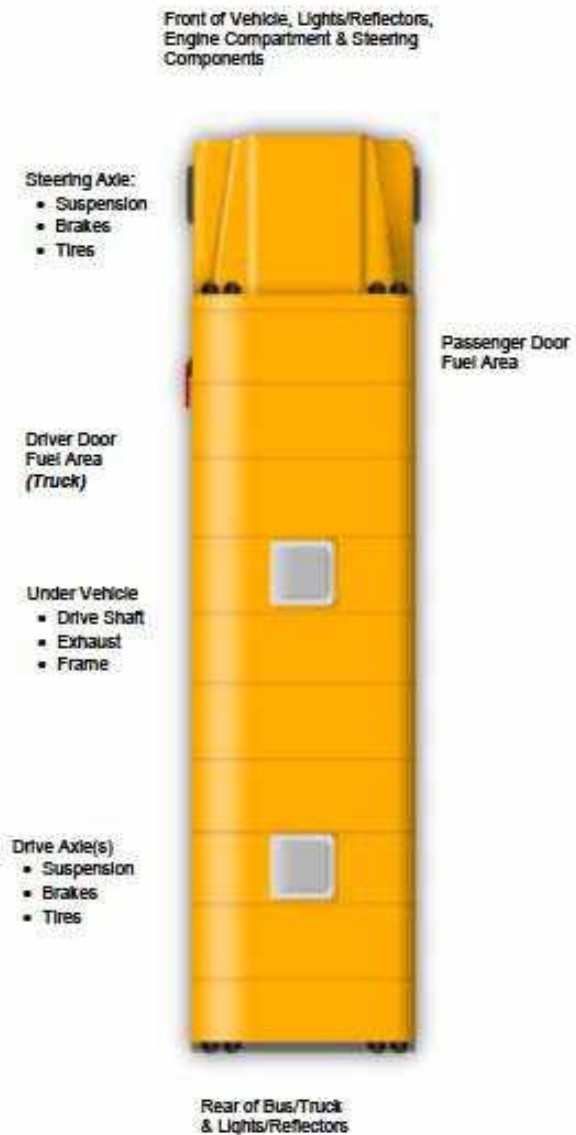 Front of Vehicle, Lights/Reflectors,
Engine Compartment & Steering
Components
Steering Axle:
• Suspension
• Brakes
• Tires
Passenger Door
Fuel Area
Driver Door
Fuel Area
(Truck)
Under Vehicle
• Drive Shaft
• Exhaust
• Frame
Drive Axle(s)
• Suspension
• Brakes
• Tires
Rear of Bus/Truck
& Lights/Reflectors